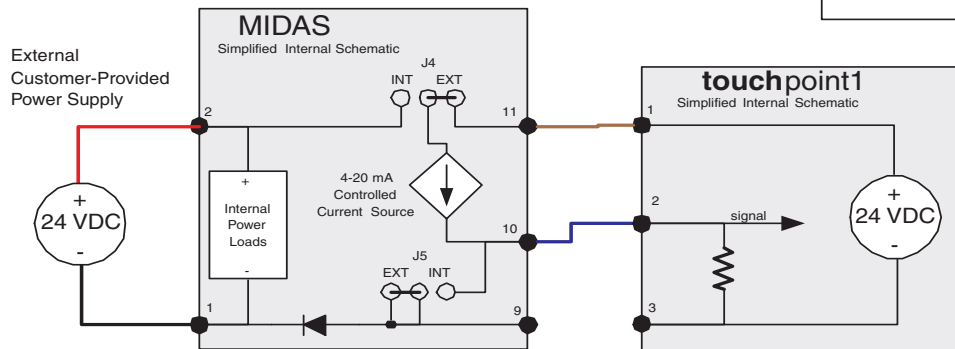 MIDAS
Simplified Internal Schematic
External
Customer-Provided
Power Supply
J4
INT EXT
2
11
touchpoint1
Simplified Internal Schematic
1
+
24 VDC
-
+
Internal
Power
Loads
-
4-20 mA
Controlled
Current Source
10
2
signal
+
24 VDC
-
J5
EXT INT
1
9
3